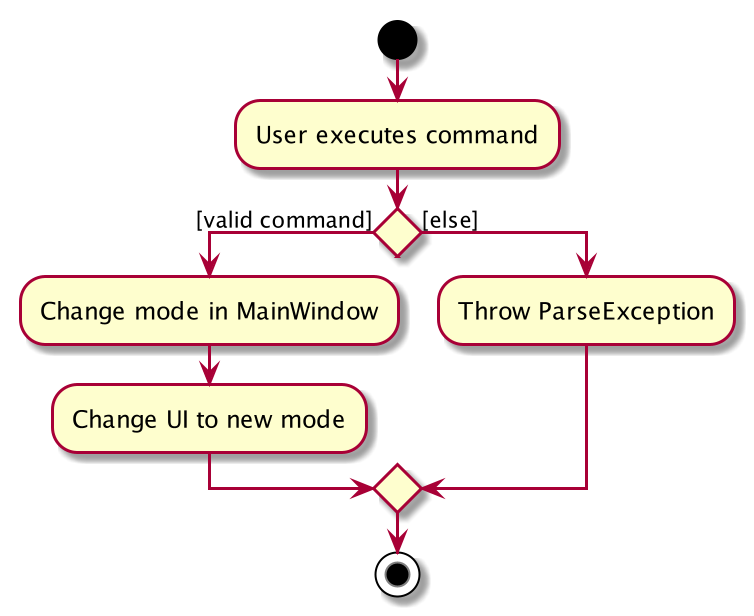 User executes command
[valid command]
[else]
Change mode in MainWindow
Throw ParseException
Change UI to new mode